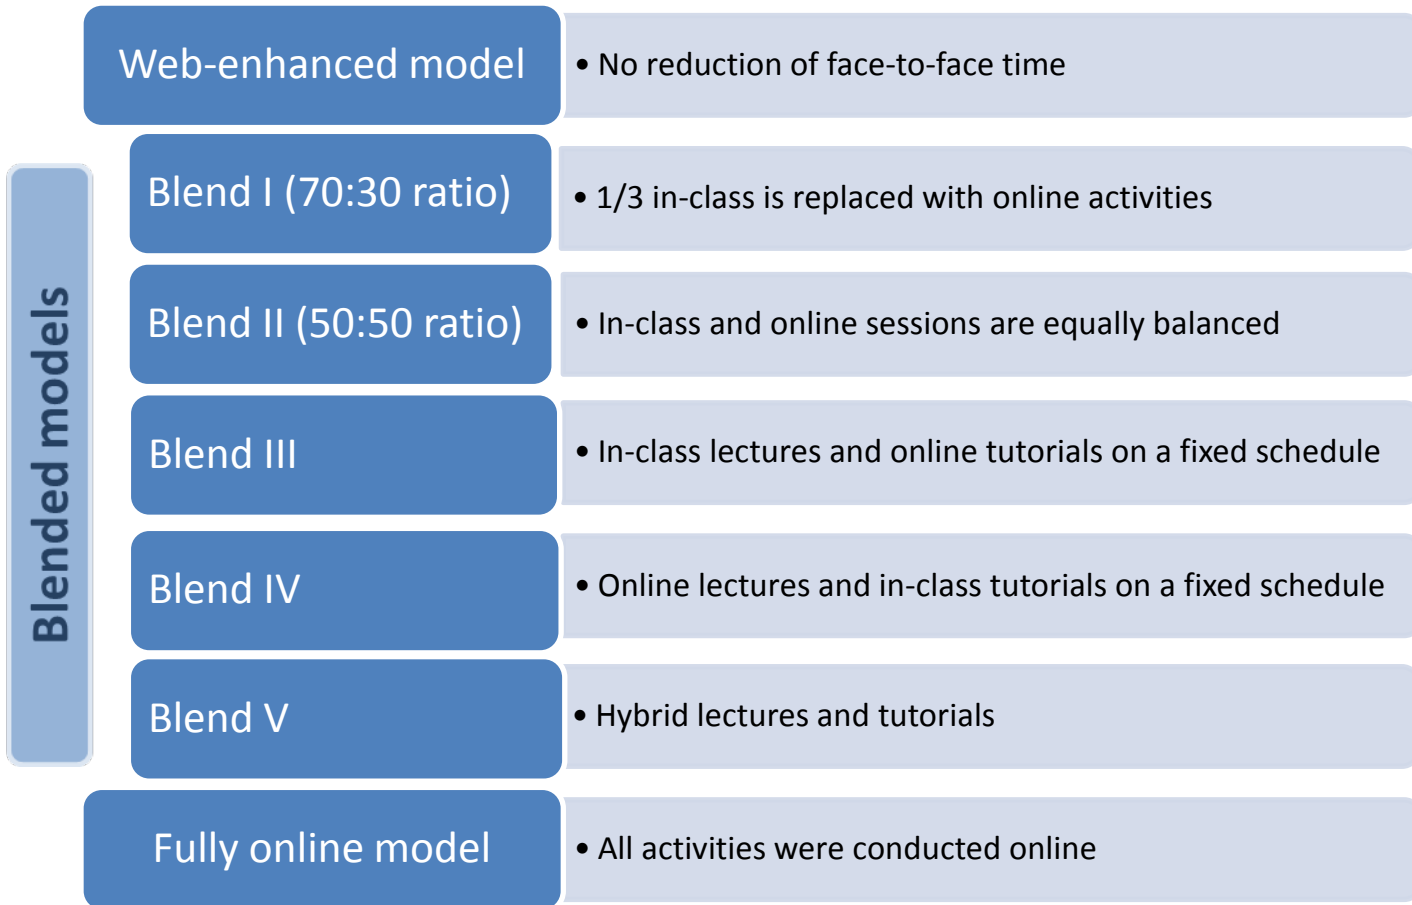 Web-enhanced model
• No reduction of face-to-face time
Blended models
Blend I (70:30 ratio)
• 1/3 in-class is replaced with online activities
Blend II (50:50 ratio)
• In-class and online sessions are equally balanced
Blend III
• In-class lectures and online tutorials on a fixed schedule
Blend IV
• Online lectures and in-class tutorials on a fixed schedule
Blend V
• Hybrid lectures and tutorials
Fully online model
• All activities were conducted online